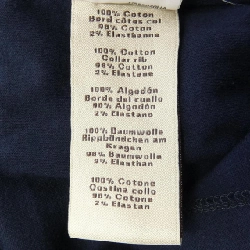 100% Coton
Bord côtes col
98% Coton
2% Elasthanne
100% Cotton
Collar rib
98% Cotton
2% Elastane
100% Algodón
Borde del cuello
98% Algodón
2% Elastano
100% Baumwolle
Rippbündchen am
Kragen
98% Baumwolle
2% Elasthan
100% Cotone
Costina collo
98% Cotone
2% Elastan